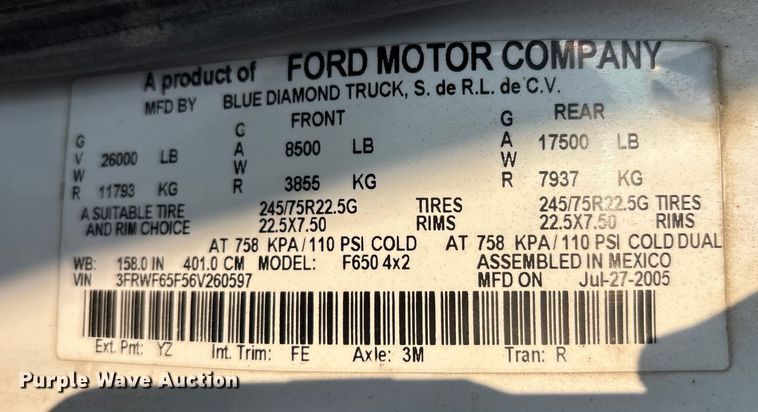 A product of FORD MOTOR COMPANY
MFD BY BLUE DIAMOND TRUCK, S. de R.L. de C.V.
GVWR 26000 LB 11793 KG
FRONT GAWR 8500 LB 3855 KG
REAR GAWR 17500 LB 7937 KG
A SUITABLE TIRE 245/75R22.5G TIRES 245/75R22.5G TIRES
AND RIM CHOICE 22.5X7.50 RIMS 22.5X7.50 RIMS
AT 758 KPA/110 PSI COLD AT 758 KPA/110 PSI COLD DUAL
WB: 158.0 IN 401.0 CM MODEL: F650 4x2 ASSEMBLED IN MEXICO
VIN 3FRWF65F56V260597 MFD ON Jul-27-2005
Ext. Pnt: YZ Int. Trim: FE Axle: 3M Tran: R
Purple Wave Auction